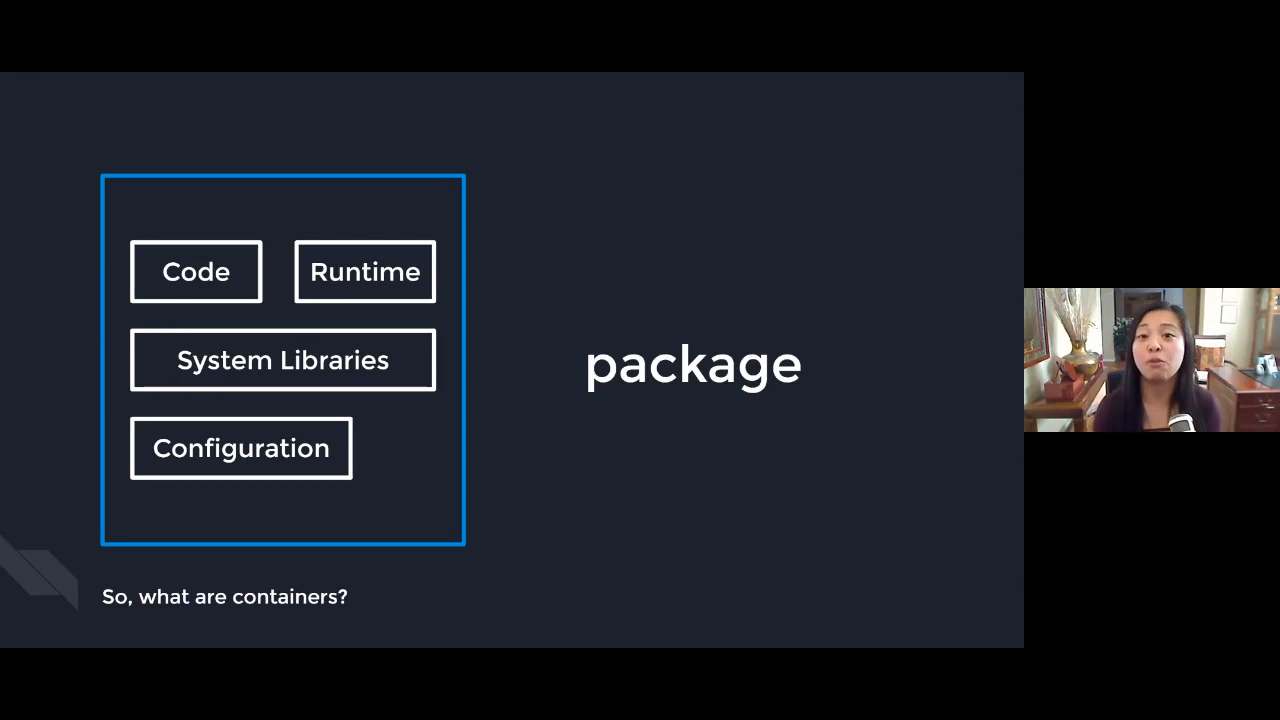 Code
Runtime
System Libraries
Configuration
package
So, what are containers?